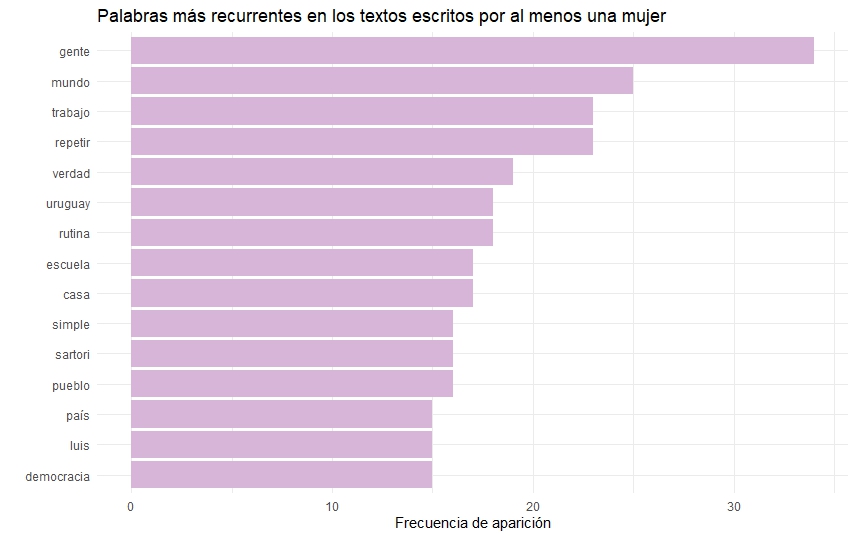 Palabras más recurrentes en los textos escritos por al menos una mujer
gente
mundo
trabajo
repetir
verdad
uruguay
rutina
escuela
casa
simple
sartori
pueblo
país
luis
democracia
0 10 20 30
Frecuencia de aparición